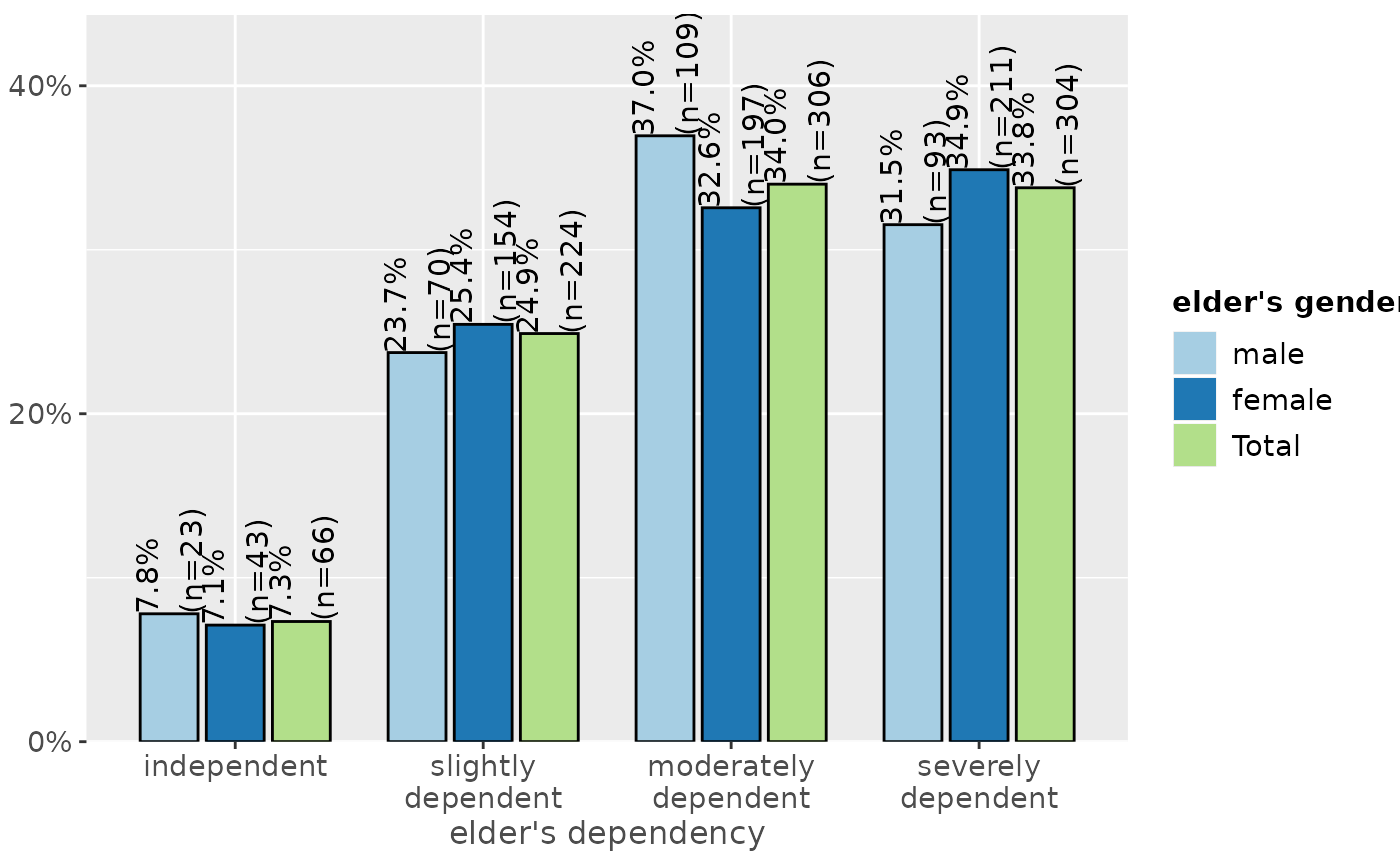 40%
20%
0%
7.8%
(n=23)
7.1%
(n=43)
7.3%
(n=66)
23.7%
(n=70)
25.4%
(n=154)
24.9%
(n=224)
37.0%
(n=109)
32.6%
(n=197)
34.0%
(n=306)
31.5%
(n=93)
34.9%
(n=211)
33.8%
(n=304)
independent
slightly
dependent
moderately
dependent
severely
dependent
elder's dependency
elder's gender
male
female
Total